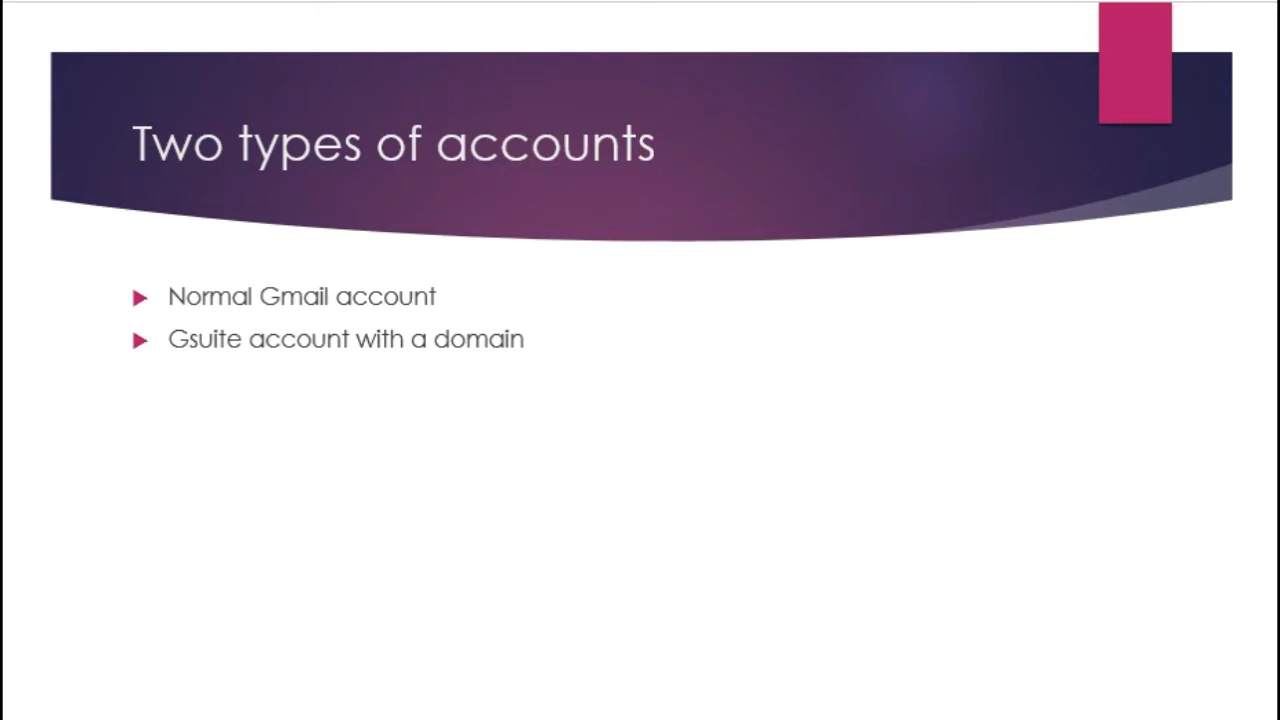 Two types of accounts
Normal Gmail account
Gsuite account with a domain